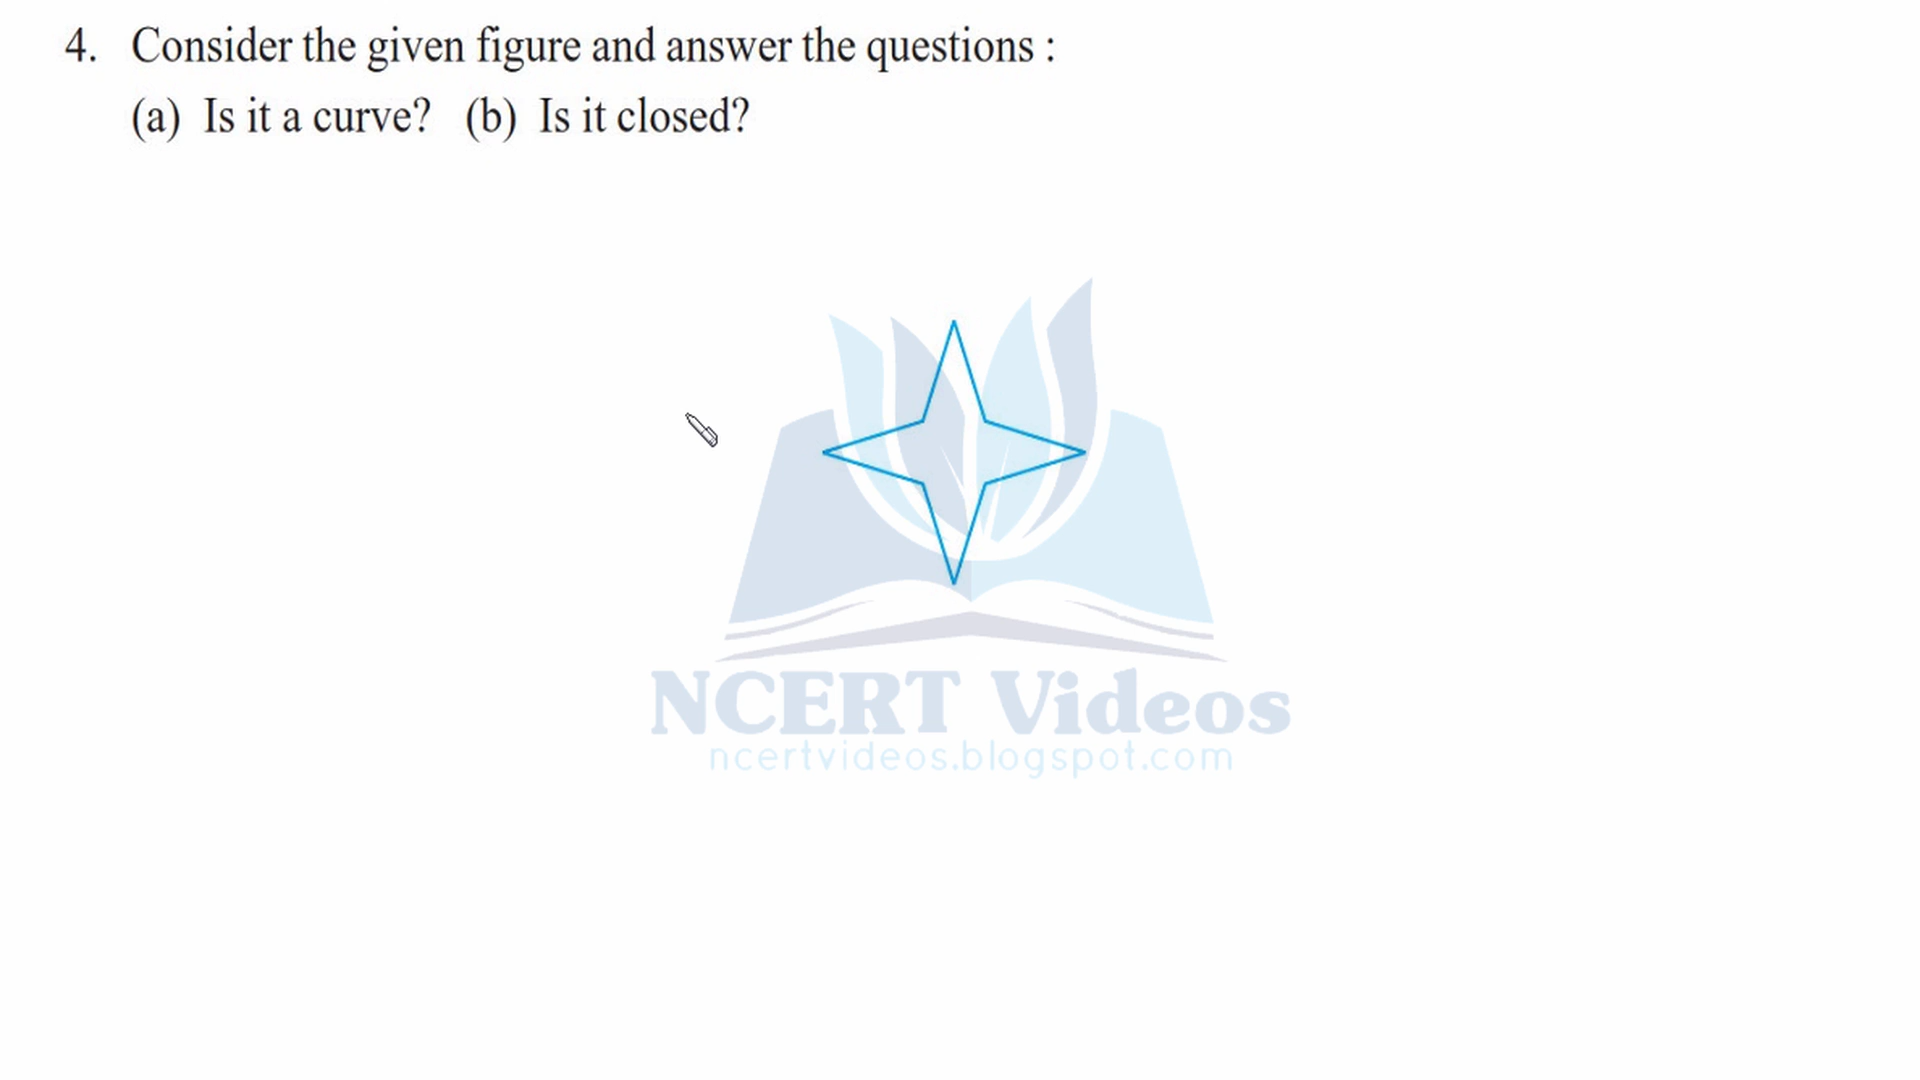 4. Consider the given figure and answer the questions :
(a) Is it a curve? (b) Is it closed?
NCERT Videos
ncertvideos.blogspot.com